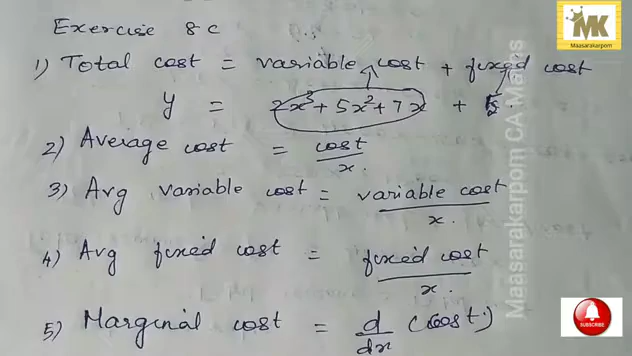 Exercise 8c
MK
Maasarakarpom
1) Total cost = variable cost + fixed cost
y = 2x³ + 5x² + 7x + 5.
2) Average cost = cost/x.
3) Avg variable cost = variable cost/x.
4) Avg fixed cost = fixed cost/x.
5) Marginal cost = d/dx (cost.)
Maasarakarpom CA Maths
SUBSCRIBE